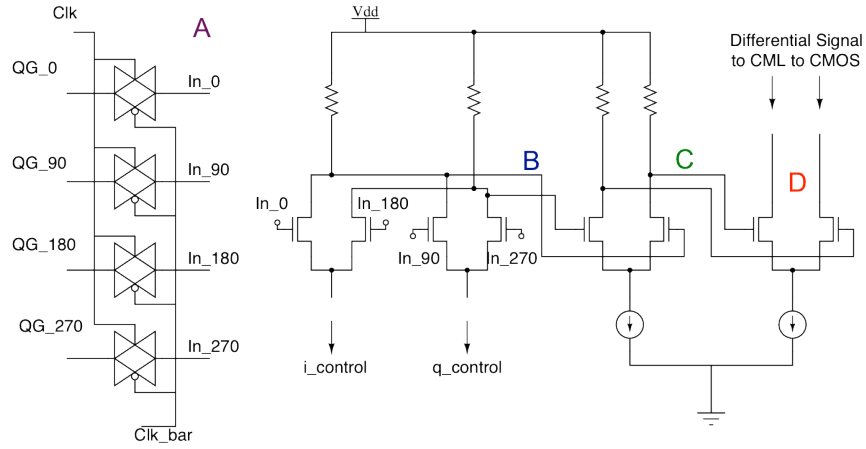 Clk
A
QG_0
In_0
QG_90
In_90
QG_180
In_180
QG_270
In_270
Clk_bar
Vdd
B
C
D
Differential Signal
to CML to CMOS
In_0
In_180
In_90
In_270
i_control
q_control